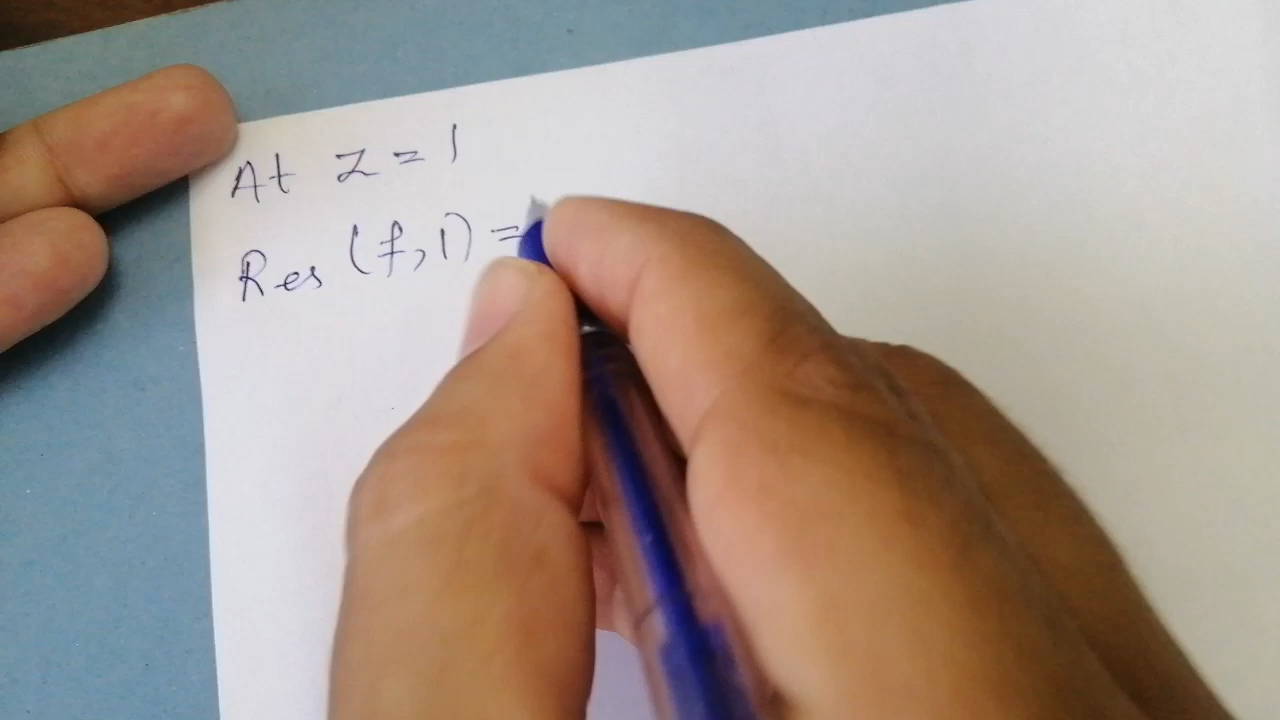 At z = 1
Res (f, 1) =